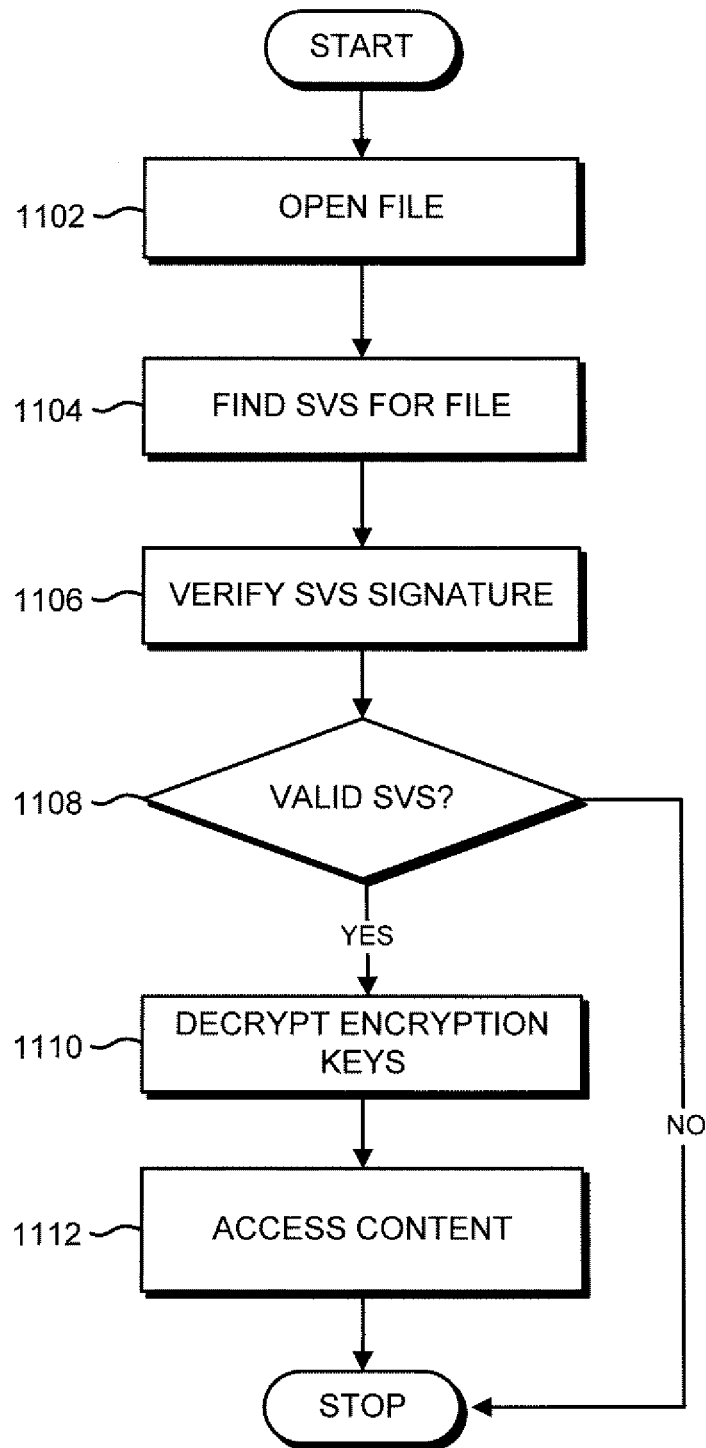 START
1102
OPEN FILE
1104
FIND SVS FOR FILE
1106
VERIFY SVS SIGNATURE
1108
VALID SVS?
YES
1110
DECRYPT ENCRYPTION
KEYS
NO
1112
ACCESS CONTENT
STOP